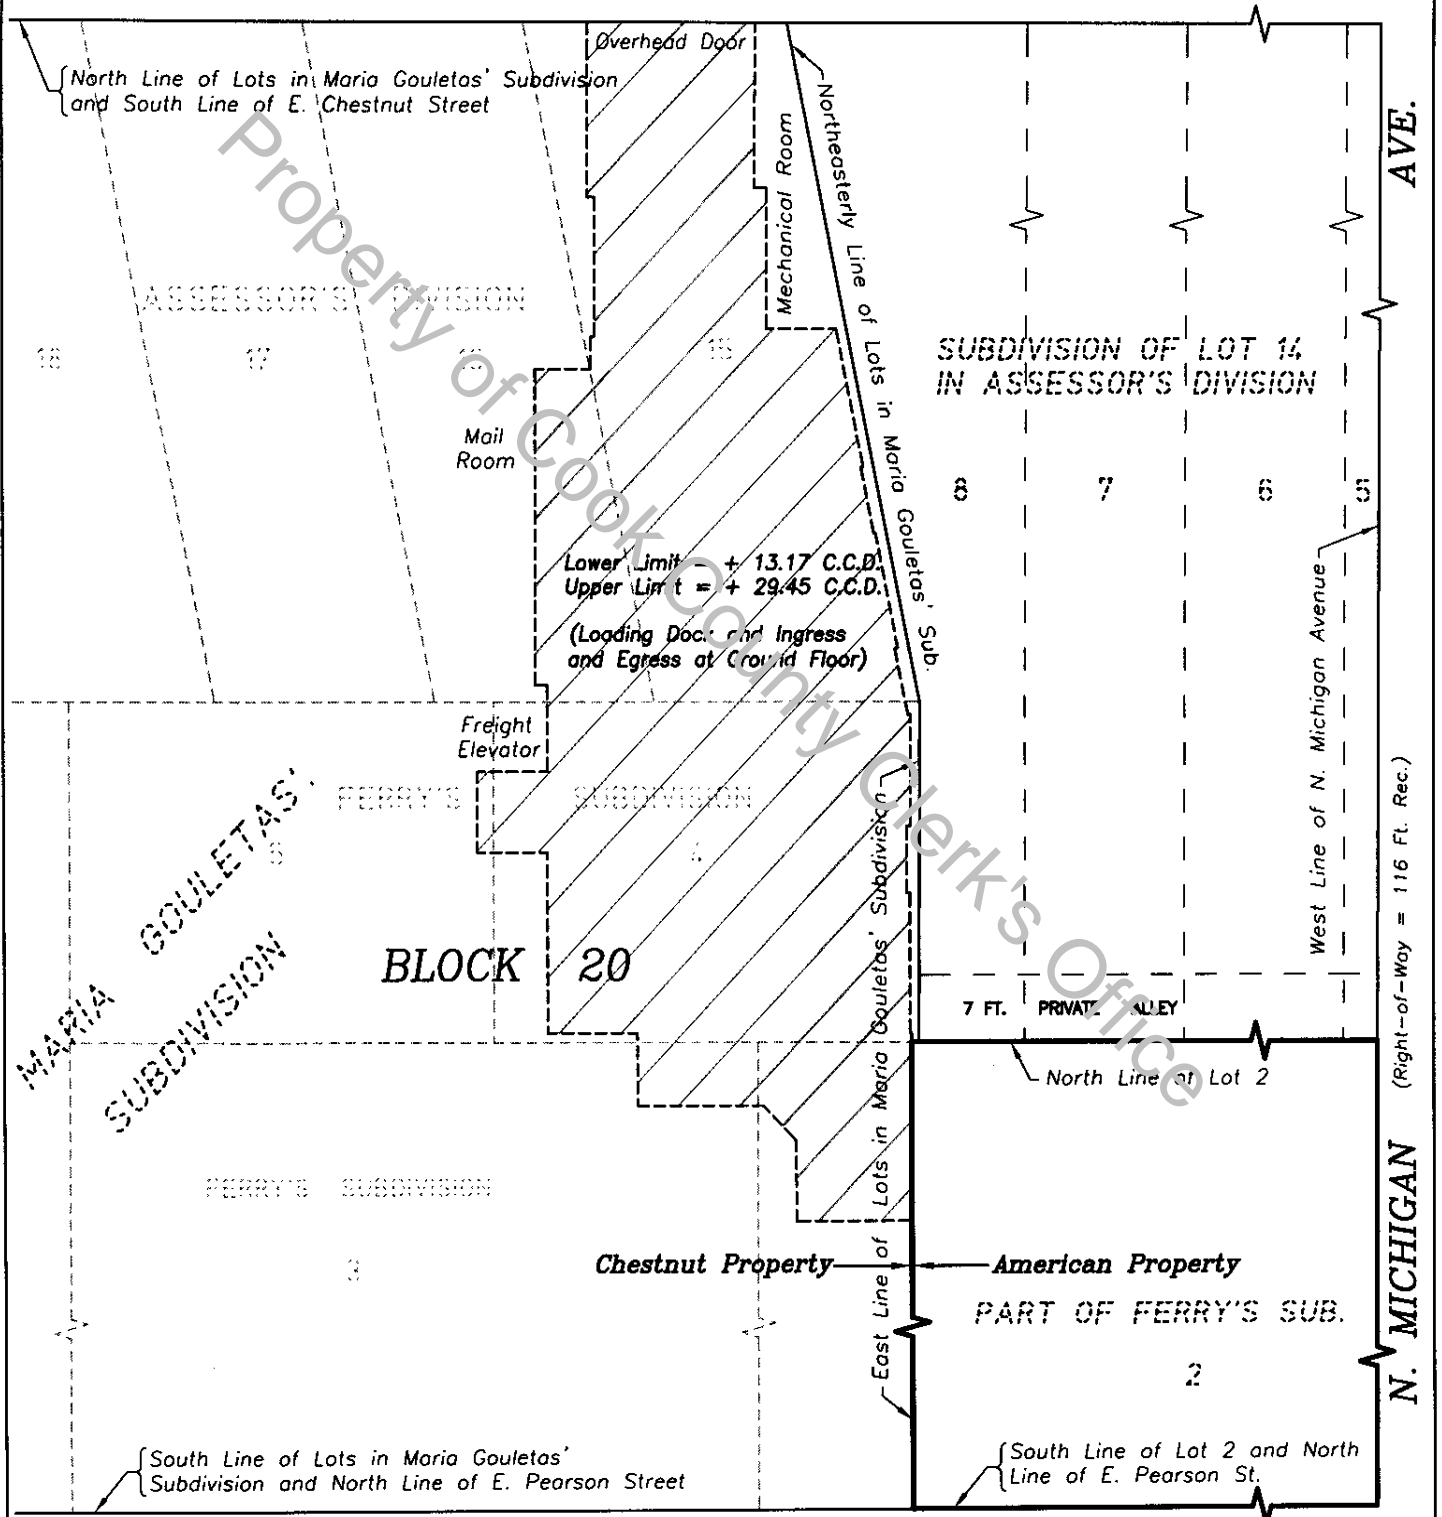 Overhead Door
North Line of Lots in Maria Gouletas' Subdivision
and South Line of E. Chestnut Street
AVE.
Mechanical Room
Northeasterly Line of Lots in Maria Gouletas' Sub.
Property of Cook County Clerk's Office
ASSESSOR'S DIVISION
18
17
15
SUBDIVISION OF LOT 14
IN ASSESSOR'S DIVISION
Mail
Room
8
7
6
5
Lower Limit = + 13.17 C.C.D.
Upper Limit = + 29.45 C.C.D.
(Loading Dock and Ingress
and Egress at Ground Floor)
West Line of N. Michigan Avenue
Freight
Elevator
FERRY'S SUBDIVISION
5
4
MARIA GOULETAS'
SUBDIVISION
BLOCK 20
East Line of Lots in Maria Gouletas' Subdivision
7 FT. PRIVATE ALLEY
(Right-of-Way = 116 Ft. Rec.)
North Line of Lot 2
FERRY'S SUBDIVISION
3
Chestnut Property
American Property
PART OF FERRY'S SUB.
2
N. MICHIGAN
South Line of Lots in Maria Gouletas'
Subdivision and North Line of E. Pearson Street
South Line of Lot 2 and North
Line of E. Pearson St.